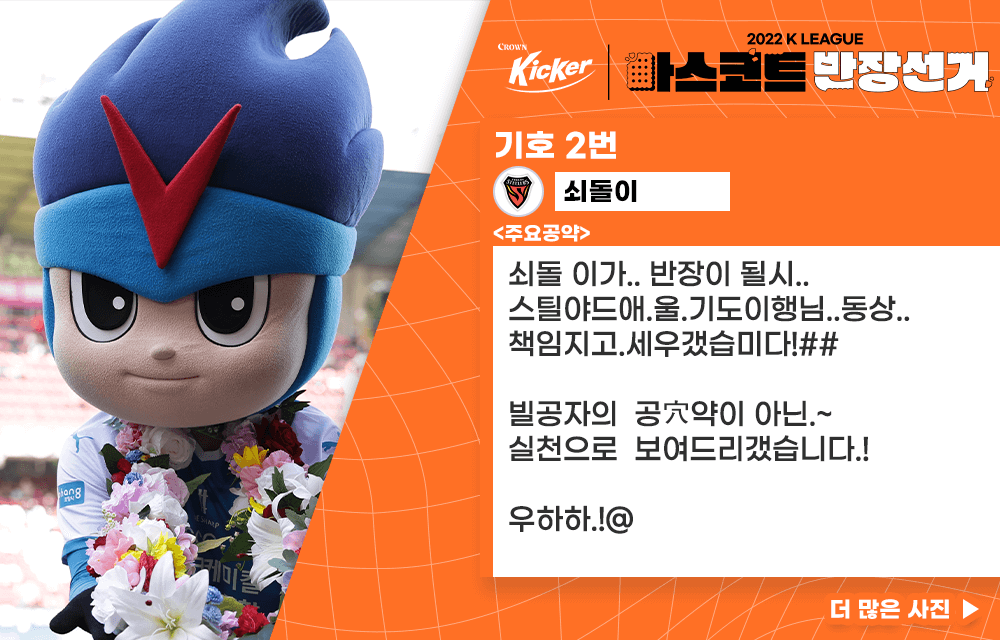 CROWN
Kicker
2022 K LEAGUE
마스코트 반장선거
기호 2번
STEELERS
쇠돌이
<주요공약>
쇠돌 이가.. 반장이 될시..
스틸야드애.울.기도이행님..동상..
책임지고.세우갰습미다!##
빌공자의 공穴약이 아닌.~
실천으로 보여드리갰습니다.!
우하하.!@
더 많은 사진 ▶